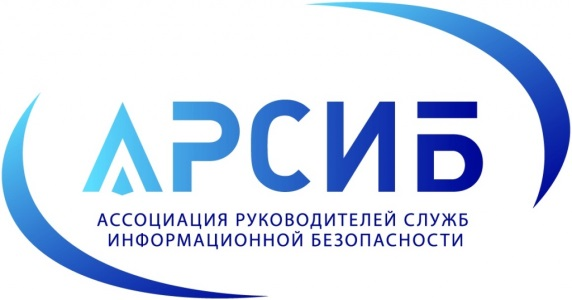 АРСИБ
АССОЦИАЦИЯ РУКОВОДИТЕЛЕЙ СЛУЖБ
ИНФОРМАЦИОННОЙ БЕЗОПАСНОСТИ